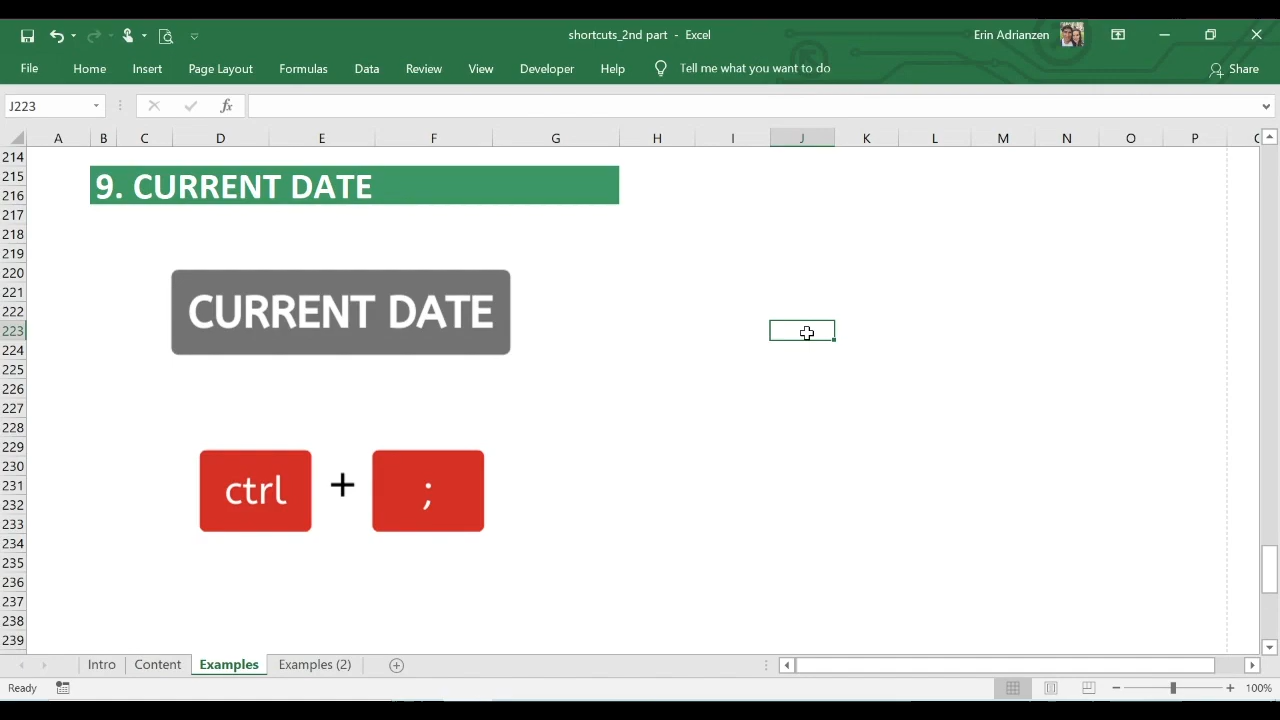 shortcuts_2nd part - Excel
Erin Adrianzen
File Home Insert Page Layout Formulas Data Review View Developer Help Tell me what you want to do Share
J223 fx
A B C D E F G H I J K L M N O P
214
215
216
9. CURRENT DATE
217
218
219
220
221
222
CURRENT DATE
223
224
225
226
227
228
229
230
231
232
ctrl + ;
233
234
235
236
237
238
239
Intro Content Examples Examples (2)
Ready 100%